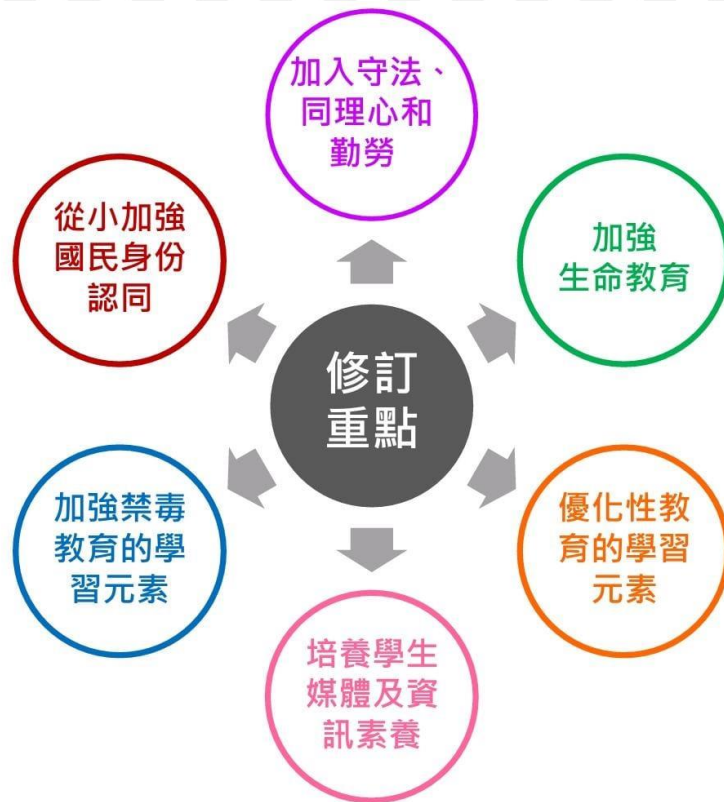 加入守法、
同理心和
勤勞
從小加強
國民身份
認同
加強
生命教育
修訂
重點
加強禁毒
教育的學
習元素
優化性教
育的學習
元素
培養學生
媒體及資
訊素養